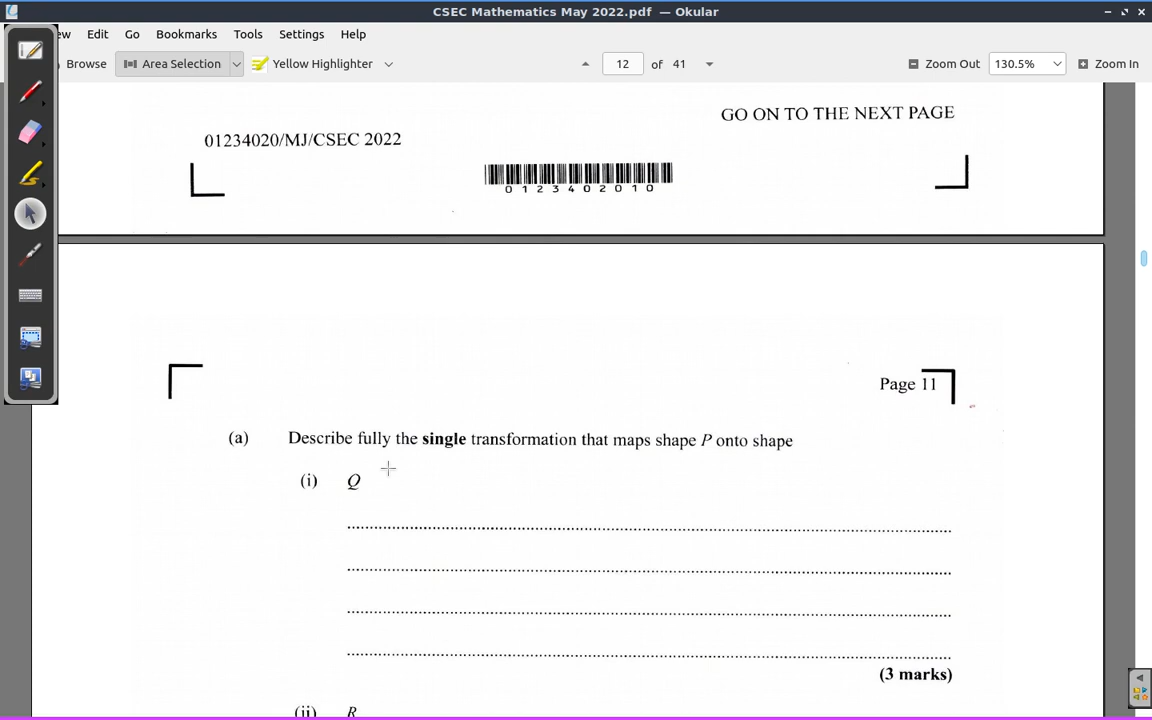 CSEC Mathematics May 2022.pdf — Okular
ew Edit Go Bookmarks Tools Settings Help
Browse Area Selection Yellow Highlighter 12 of 41 Zoom Out 130.5% Zoom In
GO ON TO THE NEXT PAGE
01234020/MJ/CSEC 2022
0 1 2 3 4 0 2 0 1 0
Page 11
(a) Describe fully the single transformation that maps shape P onto shape
(i) Q
(3 marks)
(ii) R